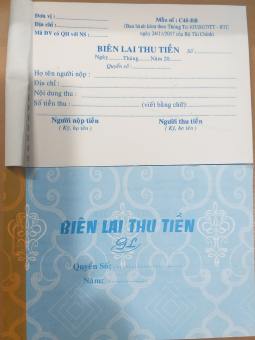 Đơn vị :
Mẫu số : C45-BB
Địa chỉ :
(Ban hành kèm theo Thông Tư 107/2017/TT - BTC
Mã ĐV có QH với NS :
ngày 24/11/2017 của Bộ Tài Chính)
BIÊN LAI THU TIỀN Số :
Ngày Tháng Năm 20
Quyển số :
Họ tên người nộp :
Địa chỉ :
Nội dung thu :
Số tiền thu : (viết bằng chữ)
Người nộp tiền Người thu tiền
( Ký, họ tên ) ( Ký, họ tên )
BIÊN LAI THU TIỀN
GL
Quyển Số:
Năm: